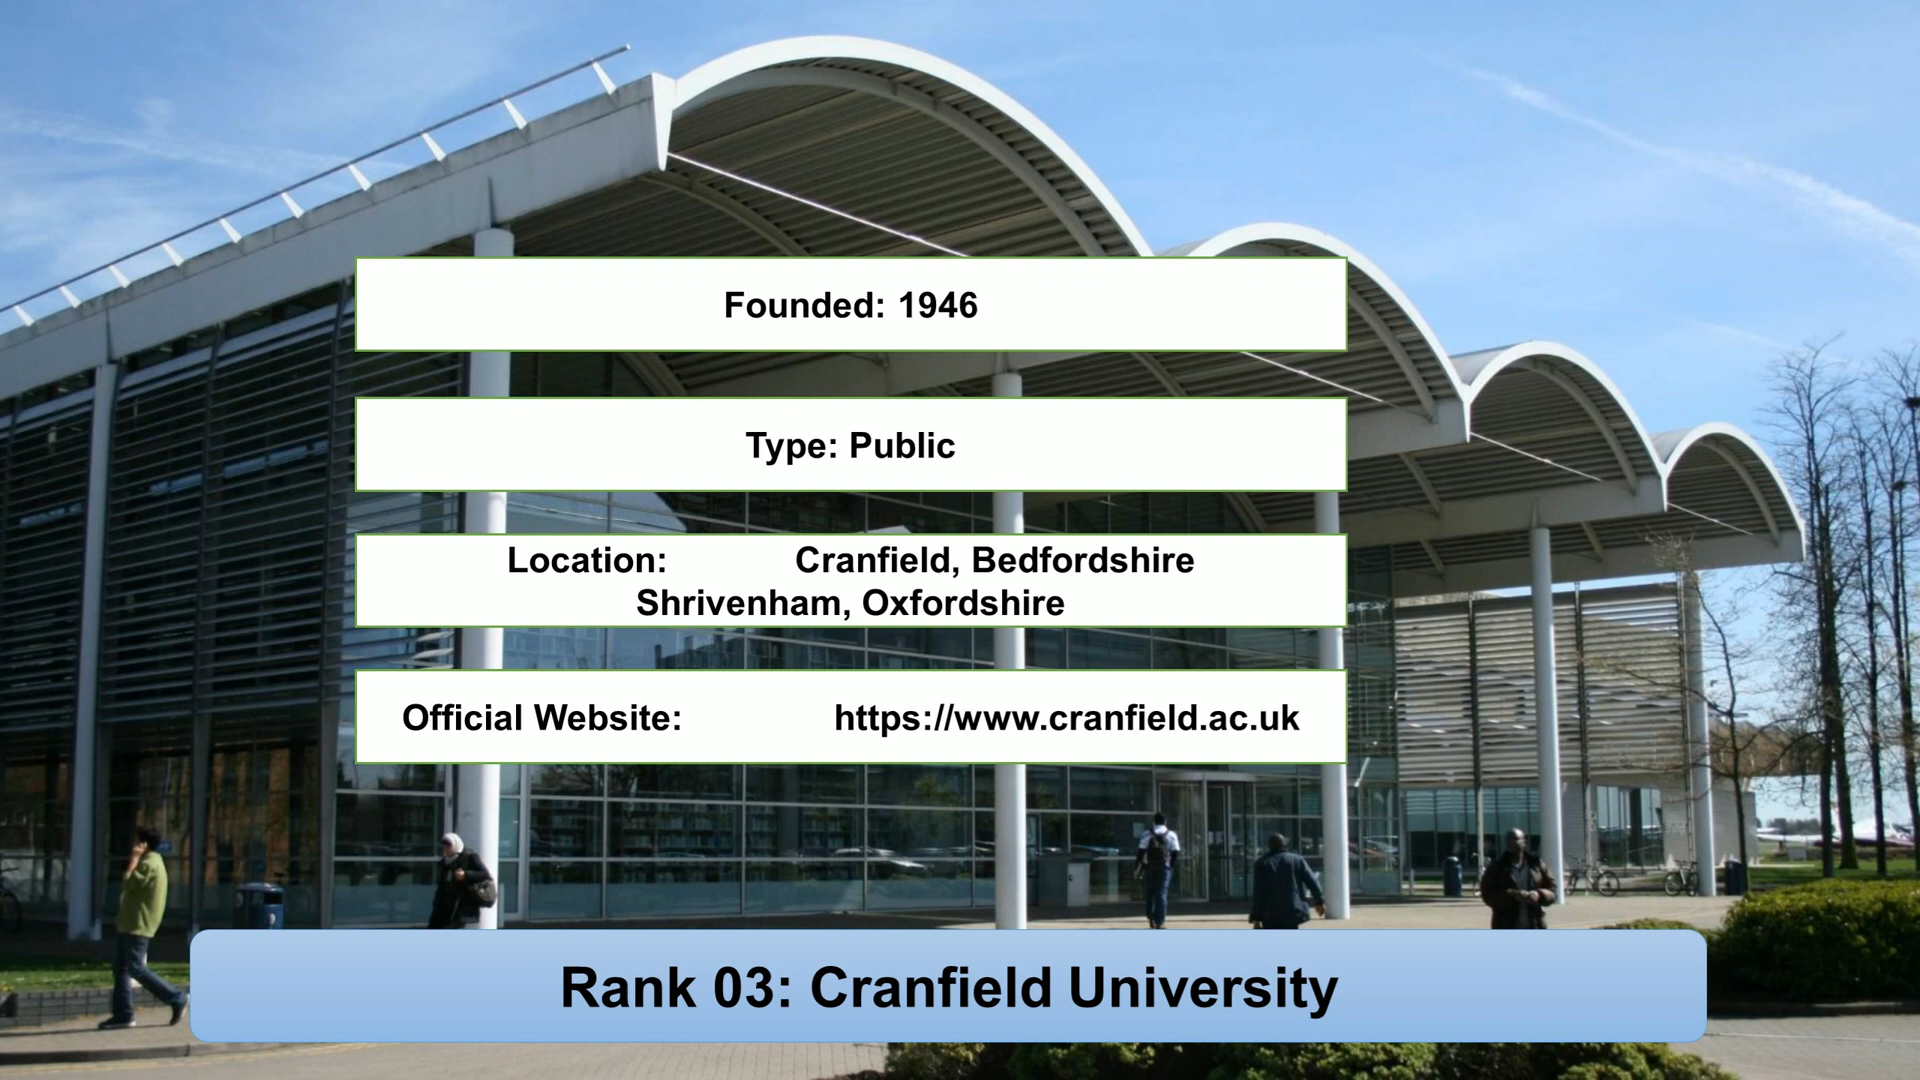 Founded: 1946
Type: Public
Location: Cranfield, Bedfordshire
Shrivenham, Oxfordshire
Official Website: https://www.cranfield.ac.uk
Rank 03: Cranfield University